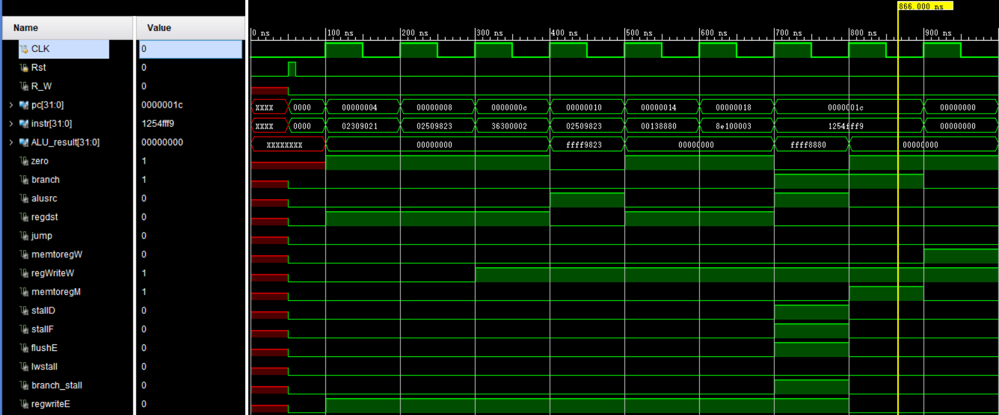 866.000 ns
Name Value
0 ns 100 ns 200 ns 300 ns 400 ns 500 ns 600 ns 700 ns 800 ns 900 ns
CLK 0
Rst 0
R_W 0
pc[31:0] 0000001c XXXX 0000 00000004 00000008 0000000c 00000010 00000014 00000018 0000001c 00000000
instr[31:0] 1254fff9 XXXX 0000 02309021 02509823 36300002 02509823 00138880 8e100003 1254ffff9 00000000
ALU_result[31:0] 00000000 XXXXXXXX 00000000 ffff9823 00000000 ffff8880 00000000
zero 1
branch 1
alusrc 0
regdst 0
jump 0
memtoregW 0
regWriteW 1
memtoregM 1
stallD 0
stallF 0
flushE 0
lwstall 0
branch_stall 0
regwriteE 0